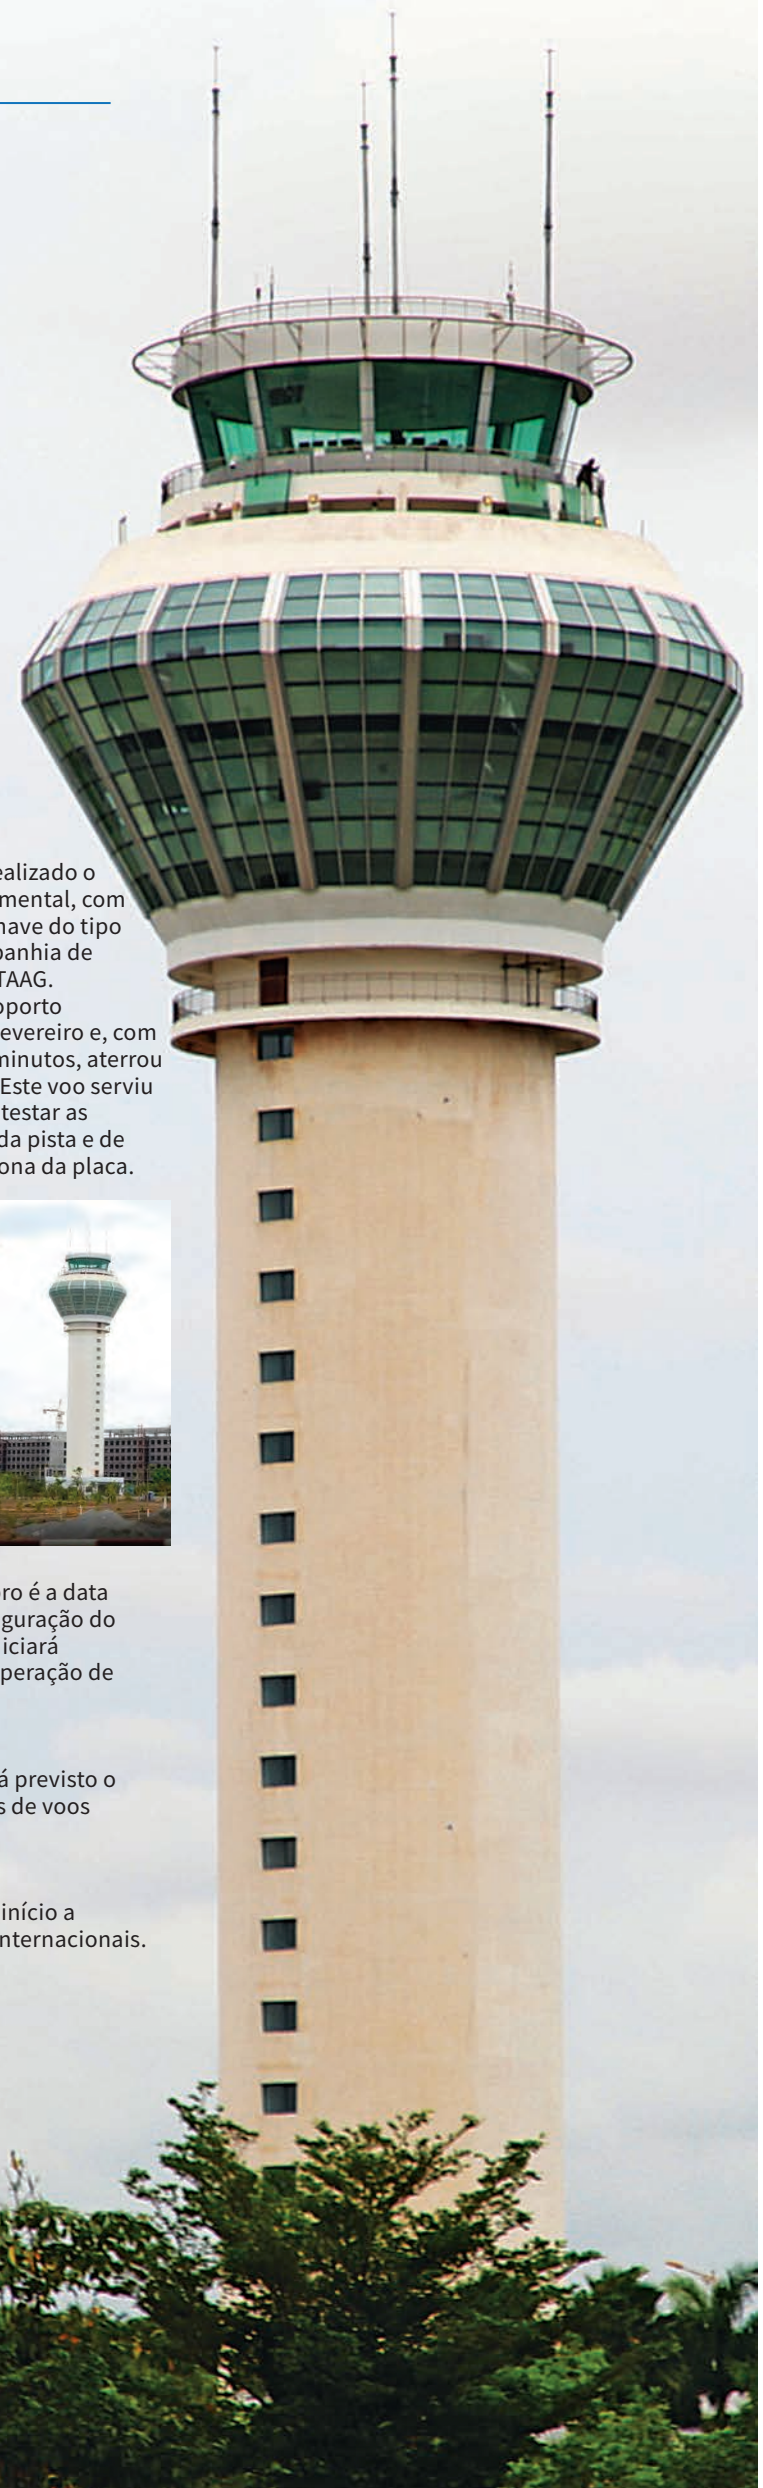 ealizado o
mental, com
nave do tipo
panhia de
TAAG.
oporto
evereiro e, com
minutos, aterrou
Este voo serviu
testar as
da pista e de
ona da placa.
ro é a data
guração do
iciará
peração de
á previsto o
s de voos
início a
nternacionais.